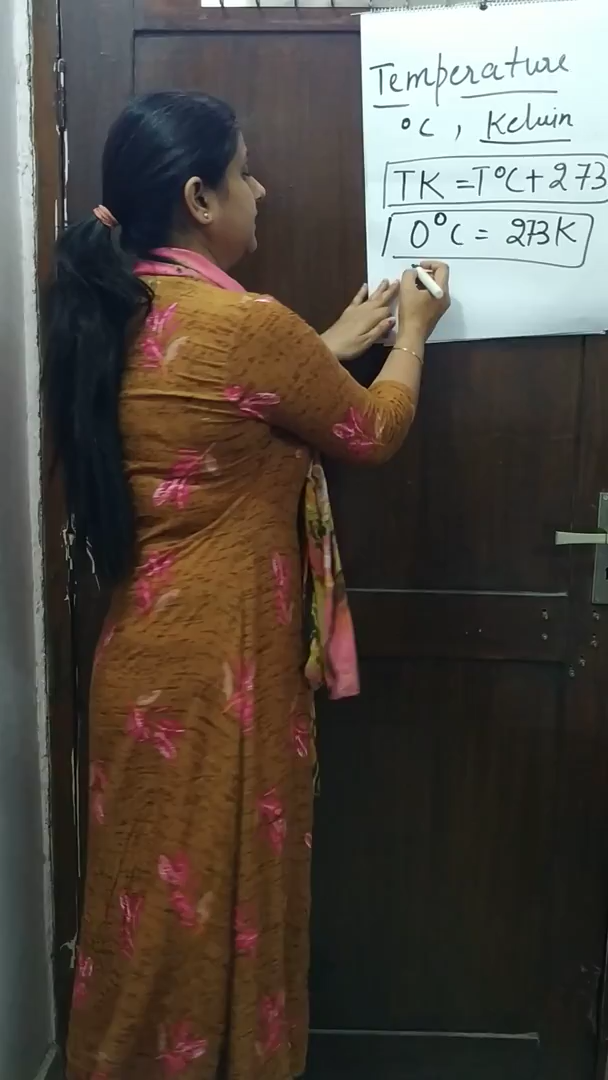 Temperature
°C, Kelvin
TK = T°C + 273
0°C = 273K